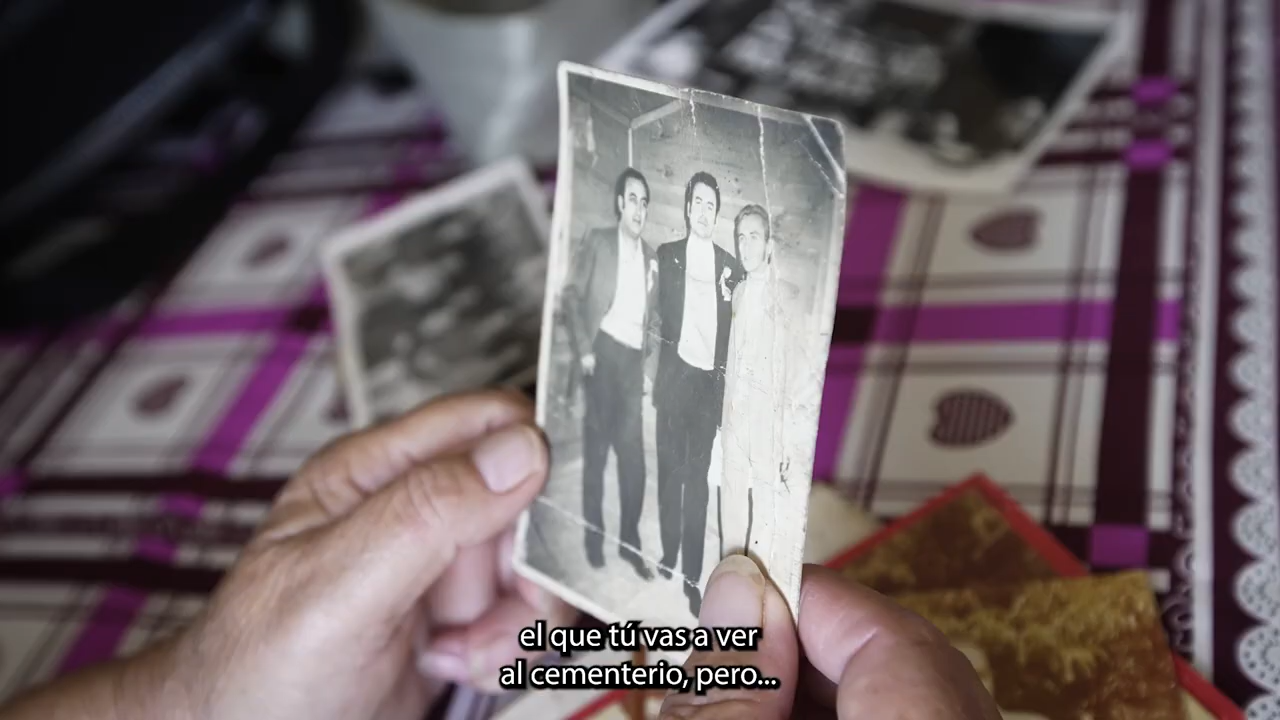 el que tú vas a ver
al cementerio, pero...